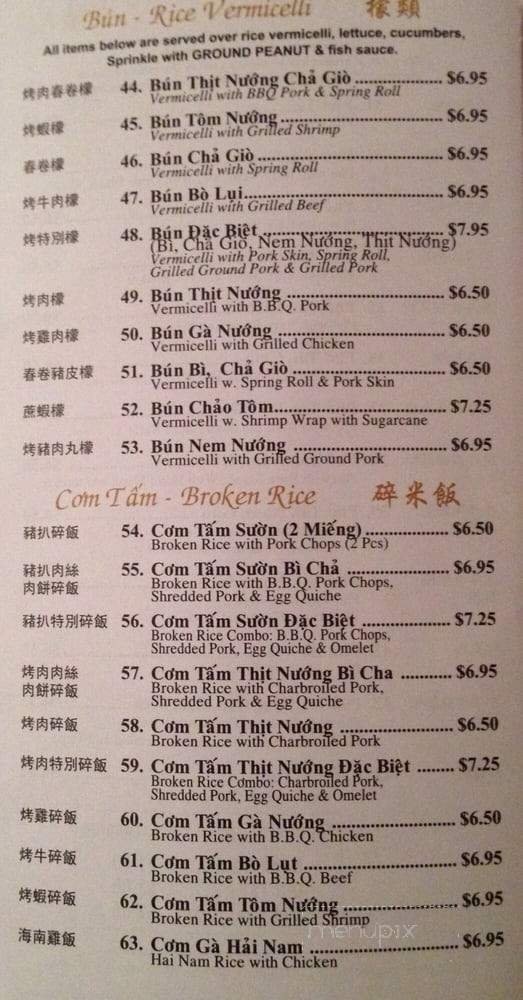 Bún - Rice Vermicelli 檬類
All items below are served over rice vermicelli, lettuce, cucumbers,
Sprinkle with GROUND PEANUT & fish sauce.
烤肉春卷檬 44. Bún Thịt Nướng Chả Giò ................... $6.95
Vermicelli with BBQ Pork & Spring Roll
烤蝦檬 45. Bún Tôm Nướng ................... $6.95
Vermicelli with Grilled Shrimp
春卷檬 46. Bún Chả Giò ................... $6.95
Vermicelli with Spring Roll
烤牛肉檬 47. Bún Bò Lụi ................... $6.95
Vermicelli with Grilled Beef
烤特別檬 48. Bún Đặc Biệt ................... $7.95
(Bì, Chả Giò, Nem Nướng, Thịt Nướng)
Vermicelli with Pork Skin, Spring Roll,
Grilled Ground Pork & Grilled Pork
烤肉檬 49. Bún Thịt Nướng ................... $6.50
Vermicelli with B.B.Q. Pork
烤雞肉檬 50. Bún Gà Nướng ................... $6.50
Vermicelli with Grilled Chicken
春卷豬皮檬 51. Bún Bì, Chả Giò ................... $6.50
Vermicelli w. Spring Roll & Pork Skin
蔗蝦檬 52. Bún Chảo Tôm ................... $7.25
Vermicelli w. Shrimp Wrap with Sugarcane
烤豬肉丸檬 53. Bún Nem Nướng ................... $6.95
Vermicelli with Grilled Ground Pork
Cơm Tấm - Broken Rice 碎米飯
豬扒碎飯 54. Cơm Tấm Sườn (2 Miếng) ................... $6.50
Broken Rice with Pork Chops (2 Pcs)
豬扒肉絲 55. Cơm Tấm Sườn Bì Chả ................... $6.95
肉餅碎飯 Broken Rice with B.B.Q. Pork Chops,
Shredded Pork & Egg Quiche
豬扒特別碎飯 56. Cơm Tấm Sườn Đặc Biệt ................... $7.25
Broken Rice Combo: B.B.Q. Pork Chops,
Shredded Pork, Egg Quiche & Omelet
烤肉肉絲 57. Cơm Tấm Thịt Nướng Bì Cha ........... $6.95
肉餅碎飯 Broken Rice with Charbroiled Pork,
Shredded Pork & Egg Quiche
烤肉碎飯 58. Cơm Tấm Thịt Nướng ................... $6.50
Broken Rice with Charbroiled Pork
烤肉特別碎飯 59. Cơm Tấm Thịt Nướng Đặc Biệt ........ $7.25
Broken Rice Combo: Charbroiled Pork,
Shredded Pork, Egg Quiche & Omelet
烤雞碎飯 60. Cơm Tấm Gà Nướng ................... $6.50
Broken Rice with B.B.Q. Chicken
烤牛碎飯 61. Cơm Tấm Bò Lụt ................... $6.95
Broken Rice with B.B.Q. Beef
烤蝦碎飯 62. Cơm Tấm Tôm Nướng ................... $6.95
Broken Rice with Grilled Shrimp
menupix
海南雞飯 63. Cơm Gà Hải Nam ................... $6.95
Hai Nam Rice with Chicken